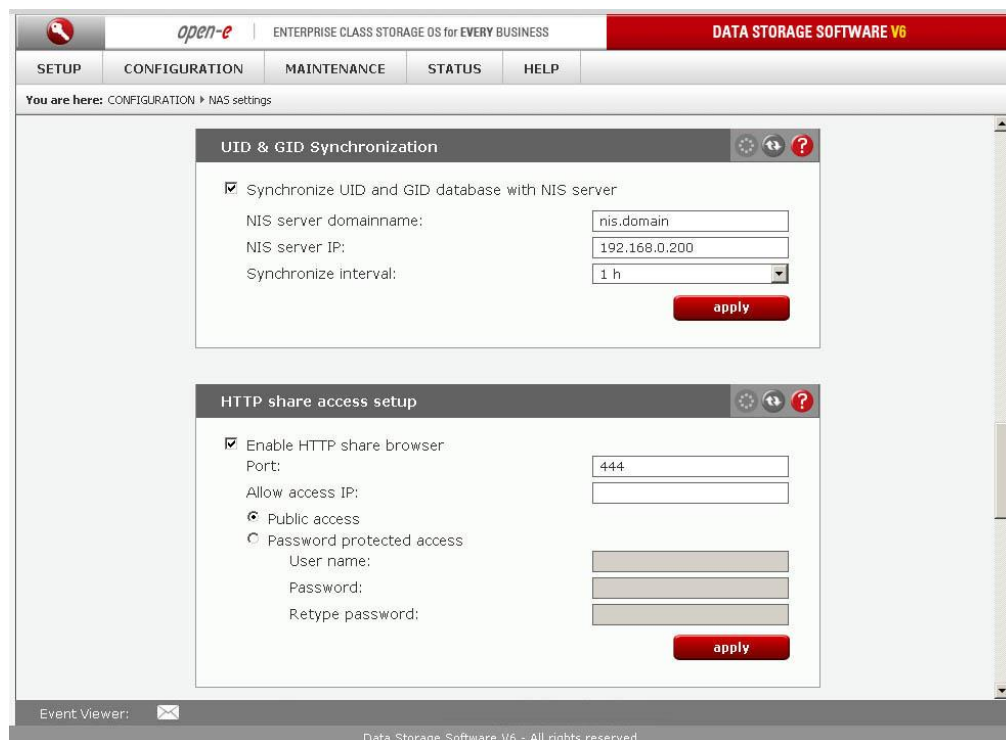 open-e ENTERPRISE CLASS STORAGE OS for EVERY BUSINESS DATA STORAGE SOFTWARE V6
SETUP CONFIGURATION MAINTENANCE STATUS HELP
You are here: CONFIGURATION NAS settings
UID & GID Synchronization ?
Synchronize UID and GID database with NIS server
NIS server domainname: nis.domain
NIS server IP: 192.168.0.200
Synchronize interval: 1 h
apply
HTTP share access setup ?
Enable HTTP share browser
Port: 444
Allow access IP:
Public access
Password protected access
User name:
Password:
Retype password:
apply
Event Viewer:
Data Storage Software V6 - All rights reserved